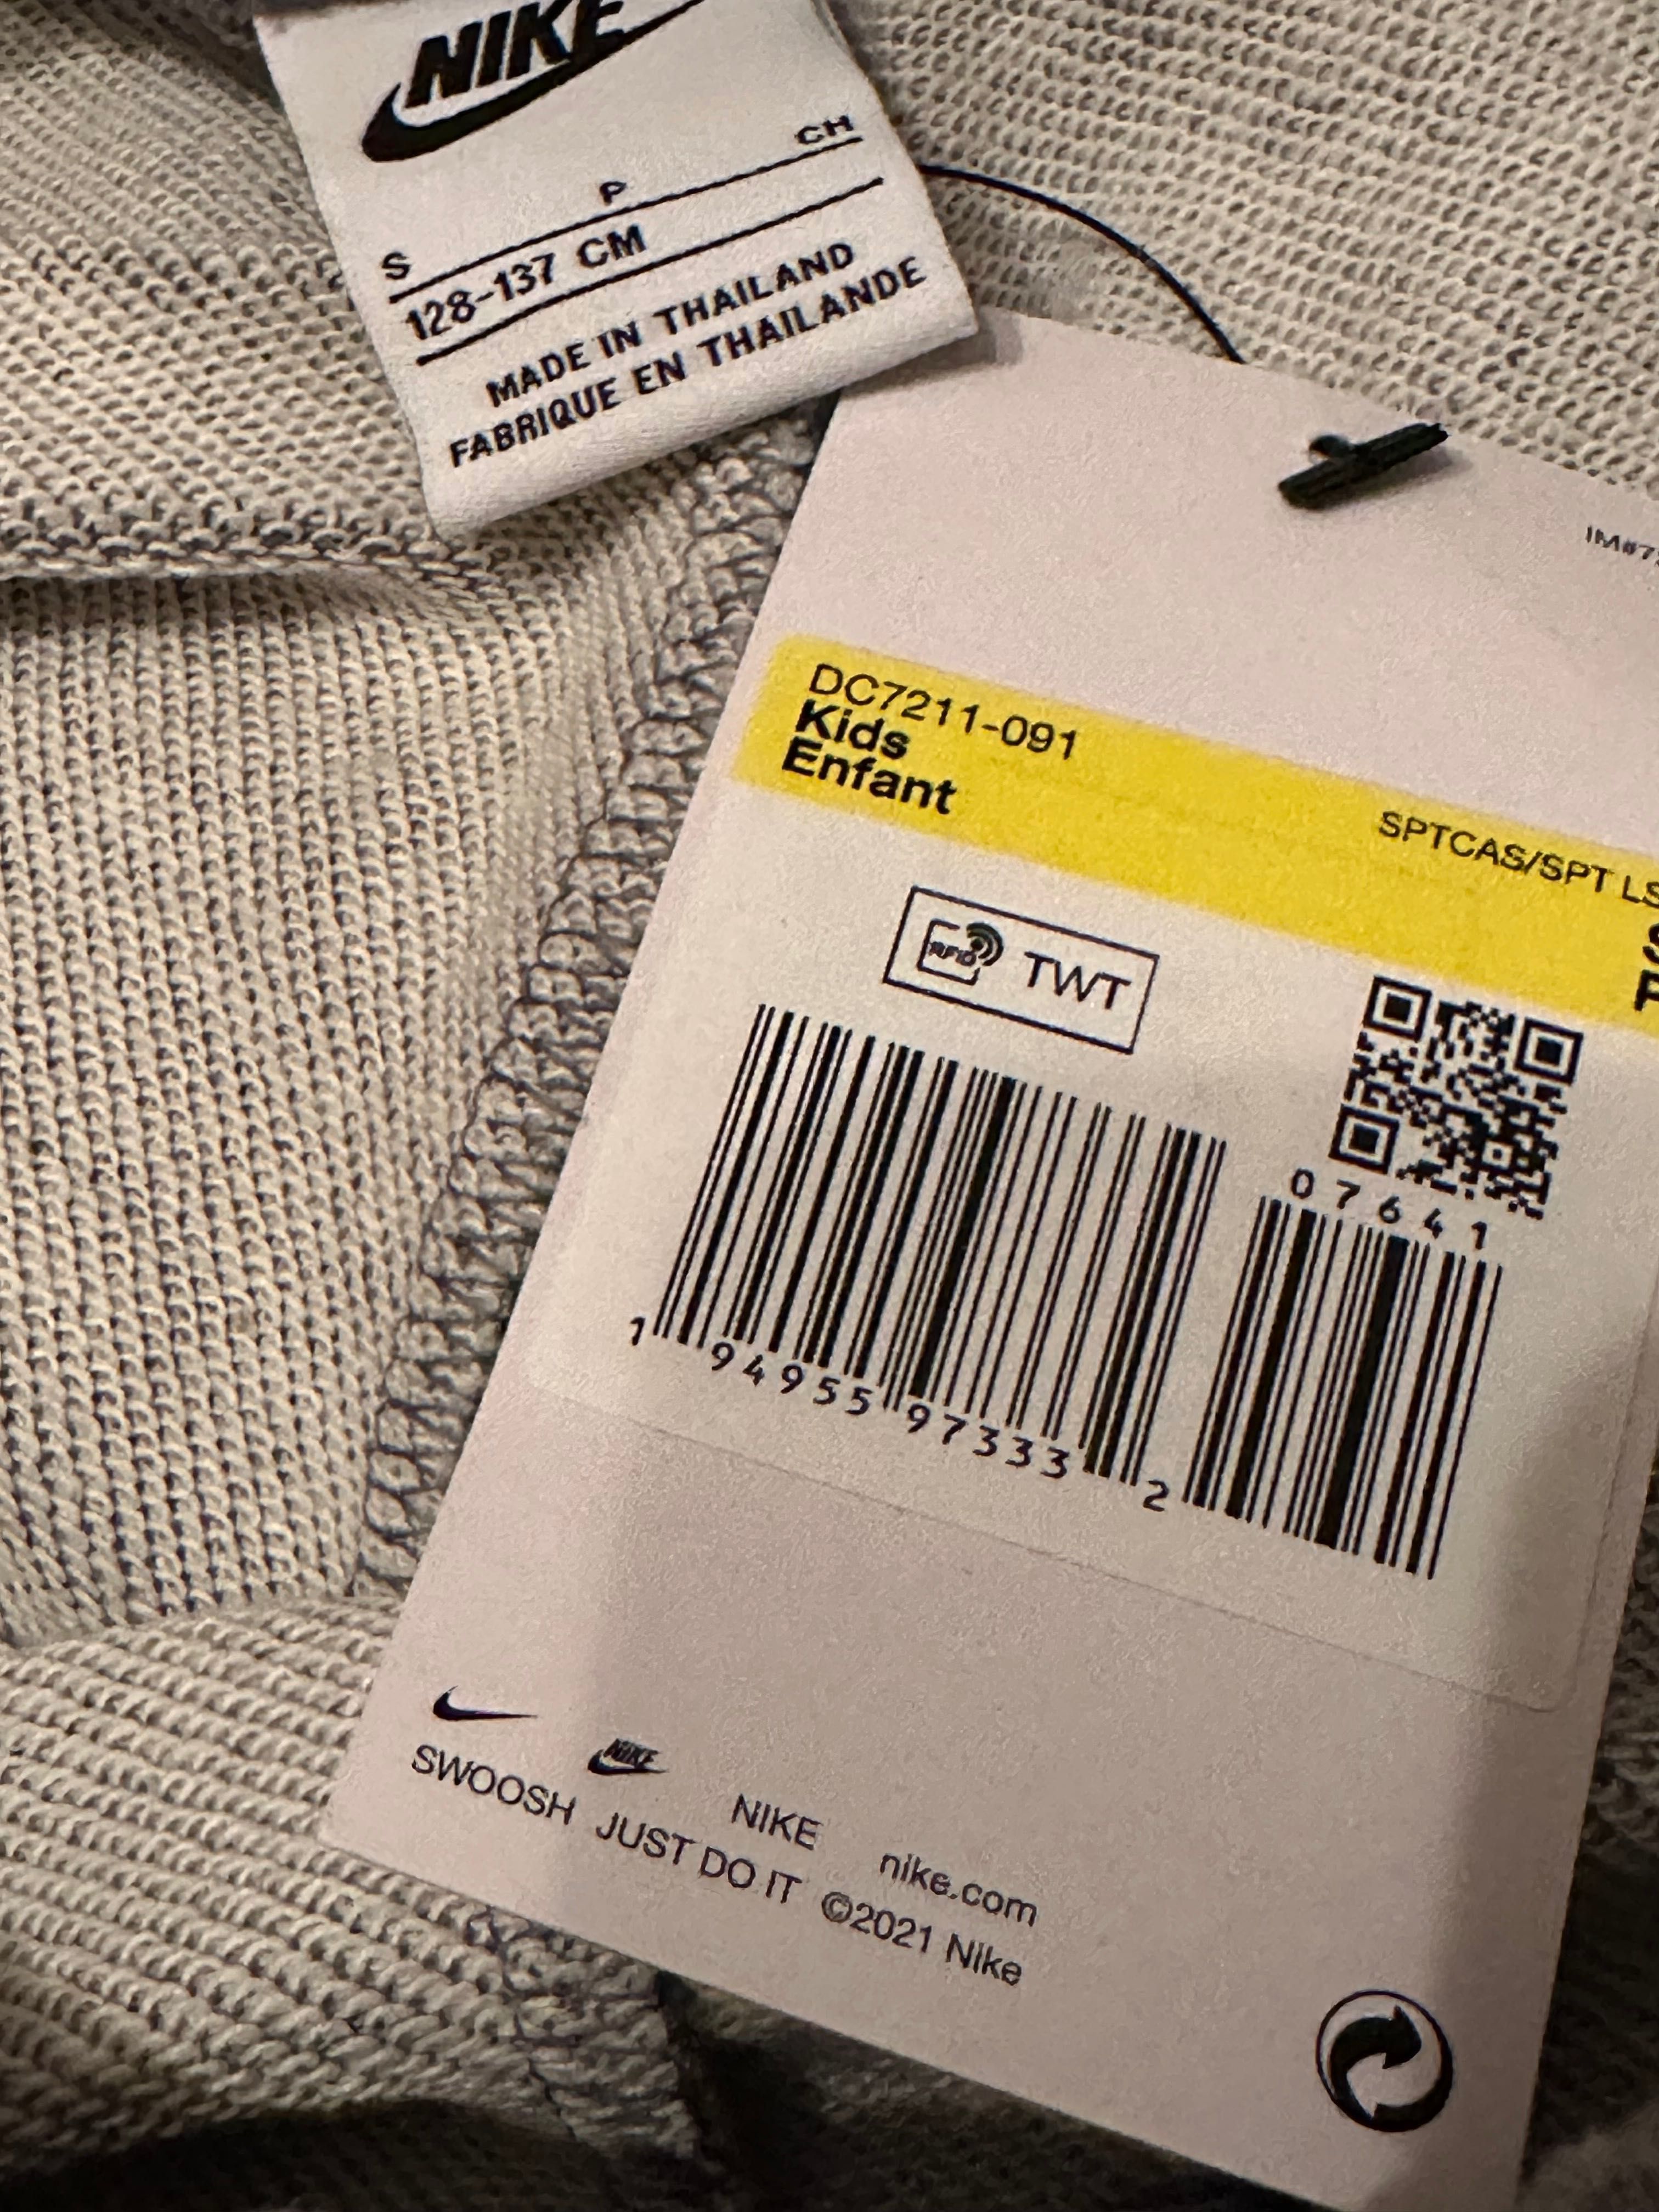 NIKE
S P CH
128-137 CM
MADE IN THAILAND
FABRIQUE EN THAILANDE
DC7211-091
Kids
Enfant
SPTCAS/SPT LS
RFID TWT
07641
1 94955 97333 2
NIKE
NIKE nike.com
SWOOSH JUST DO IT ©2021 Nike